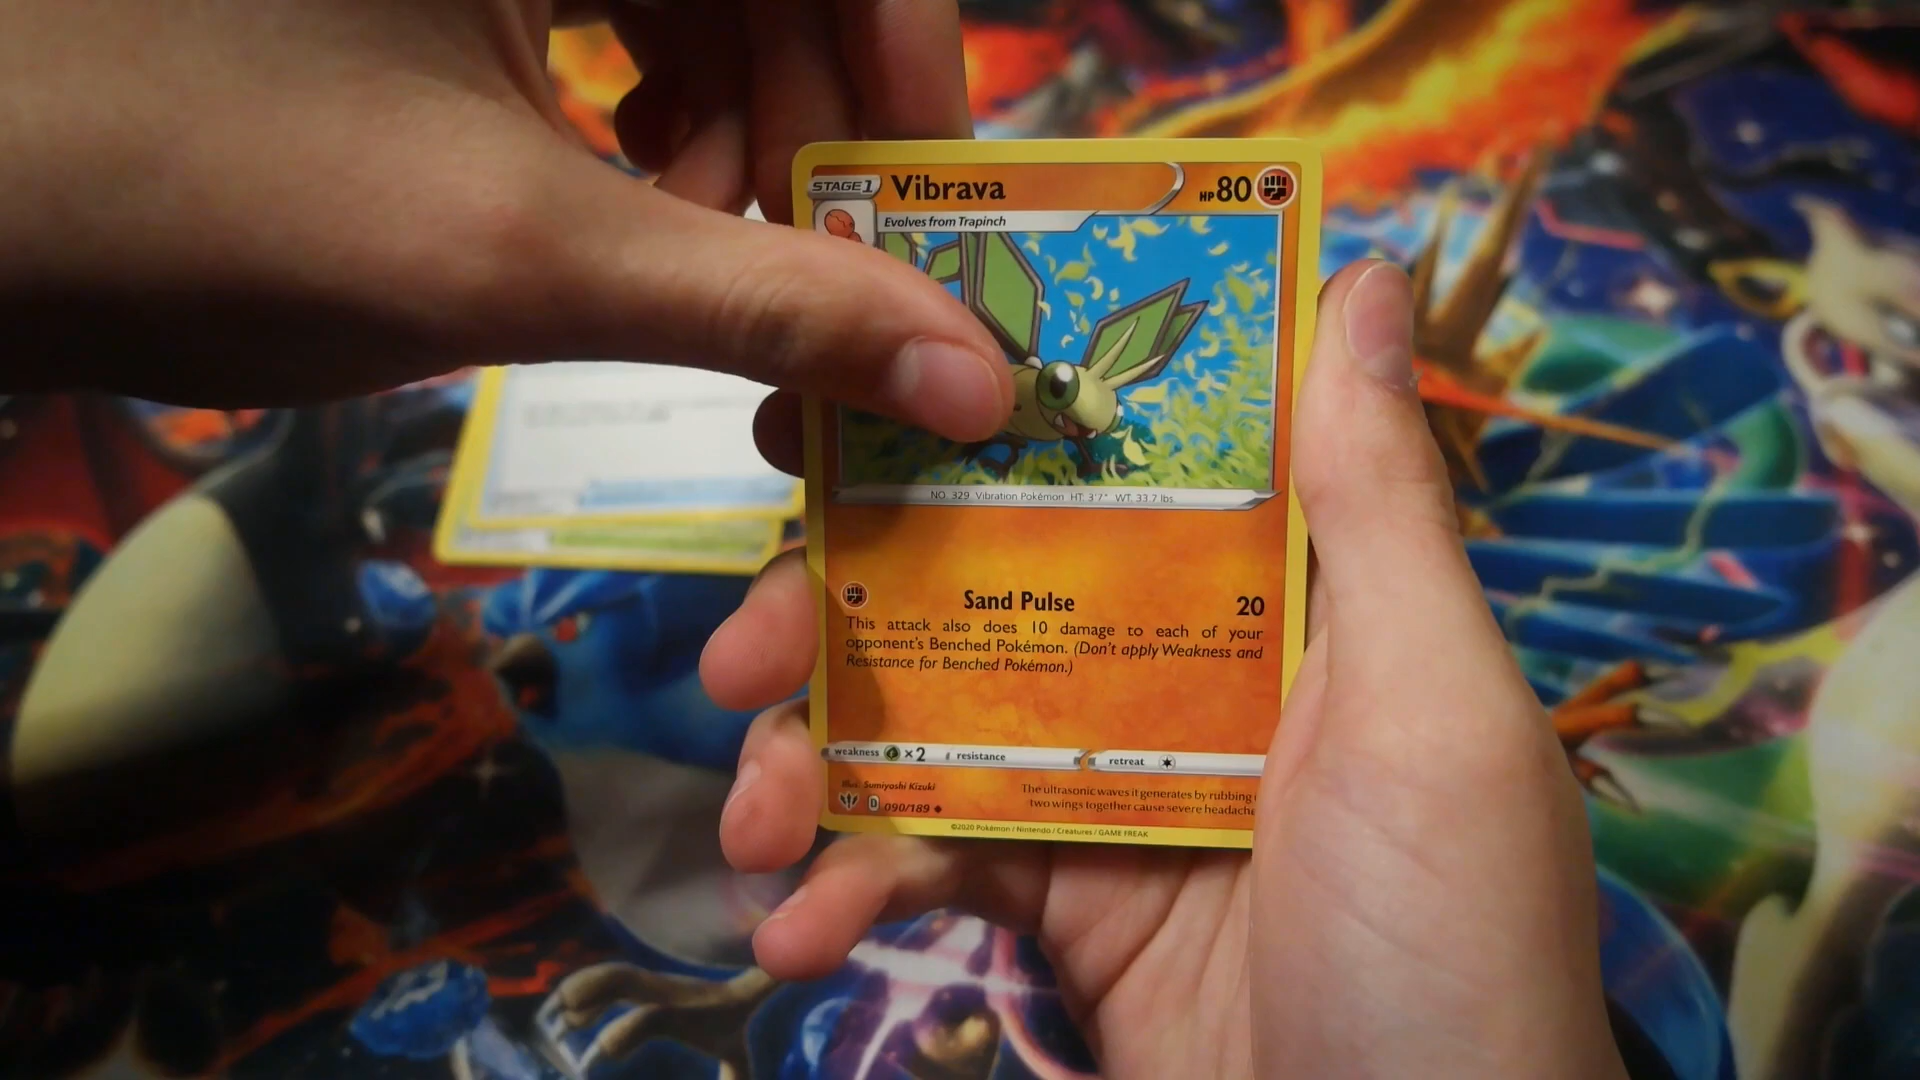 STAGE 1 Vibrava HP 80
Evolves from Trapinch
NO. 329 Vibration Pokémon HT: 3'7" WT: 33.7 lbs.
Sand Pulse 20
This attack also does 10 damage to each of your
opponent's Benched Pokémon. (Don't apply Weakness and
Resistance for Benched Pokémon.)
weakness ×2 resistance retreat
Illus. Sumiyoshi Kizuki
D 090/189
The ultrasonic waves it generates by rubbing
two wings together cause severe headache
©2020 Pokémon / Nintendo / Creatures / GAME FREAK